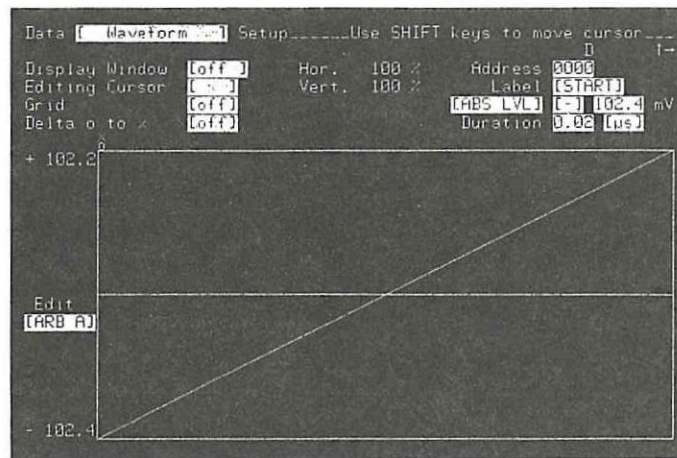 Data [ Waveform ] Setup______Use SHIFT keys to move cursor___
D ↑→
Display Window [off ] Hor. 100 % Address 0000
Editing Cursor [ ] Vert. 100 % Label [START]
Grid [off] [ABS LVL] [-] 102.4 mV
Delta o to x [off] Duration 0.02 [µs]
+ 102.2
Edit
[ARB A]
- 102.4